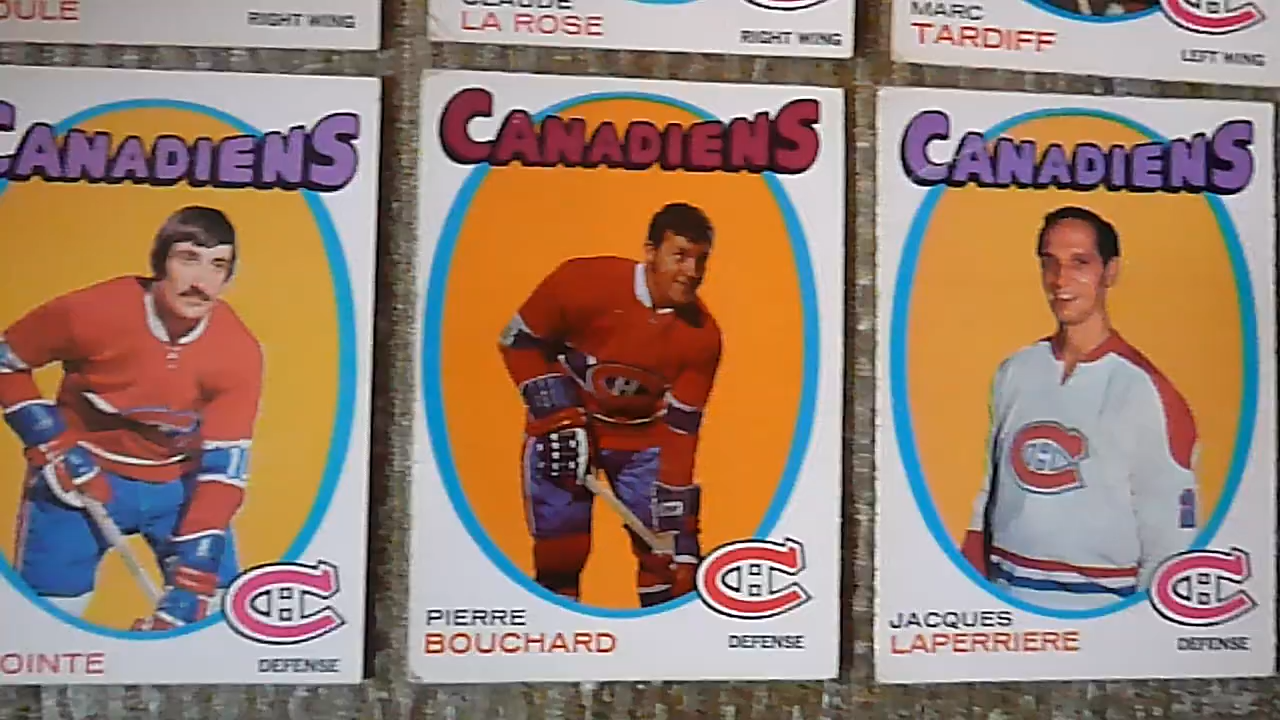 RIGHT WING
LA ROSE
RIGHT WING
MARC
TARDIFF
LEFT WING
CANADIENS
OINTE
DEFENSE
CANADIENS
PIERRE
BOUCHARD
DEFENSE
CANADIENS
JACQUES
LAPERRIERE
DEFENSE